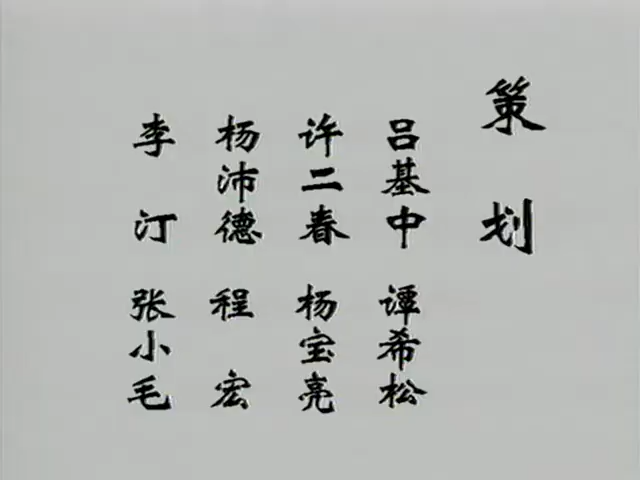 策划
吕基中 谭希松
许二春 杨宝亮
杨沛德 程宏
李汀 张小毛